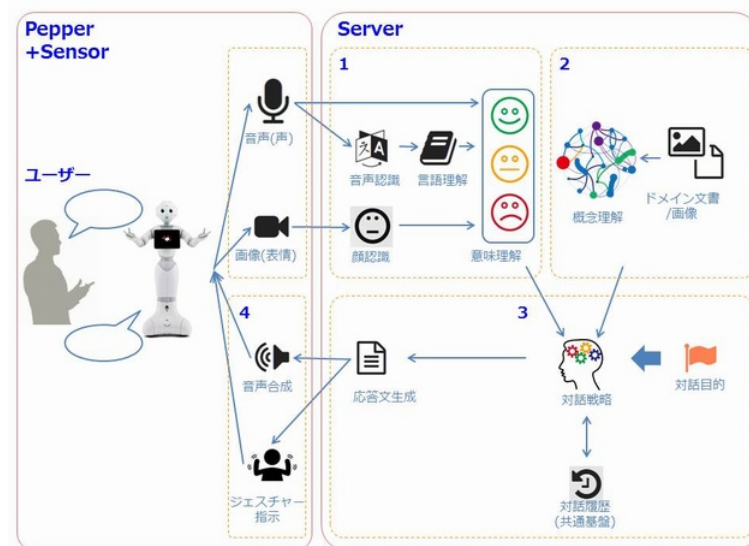 Pepper
+Sensor
Server
1
2
音声(声)
音声認識
言語理解
ユーザー
ドメイン文書
/画像
概念理解
画像(表情)
顔認識
意味理解
4
3
音声合成
応答文生成
対話戦略
対話目的
ジェスチャー
指示
対話履歴
(共通基盤)